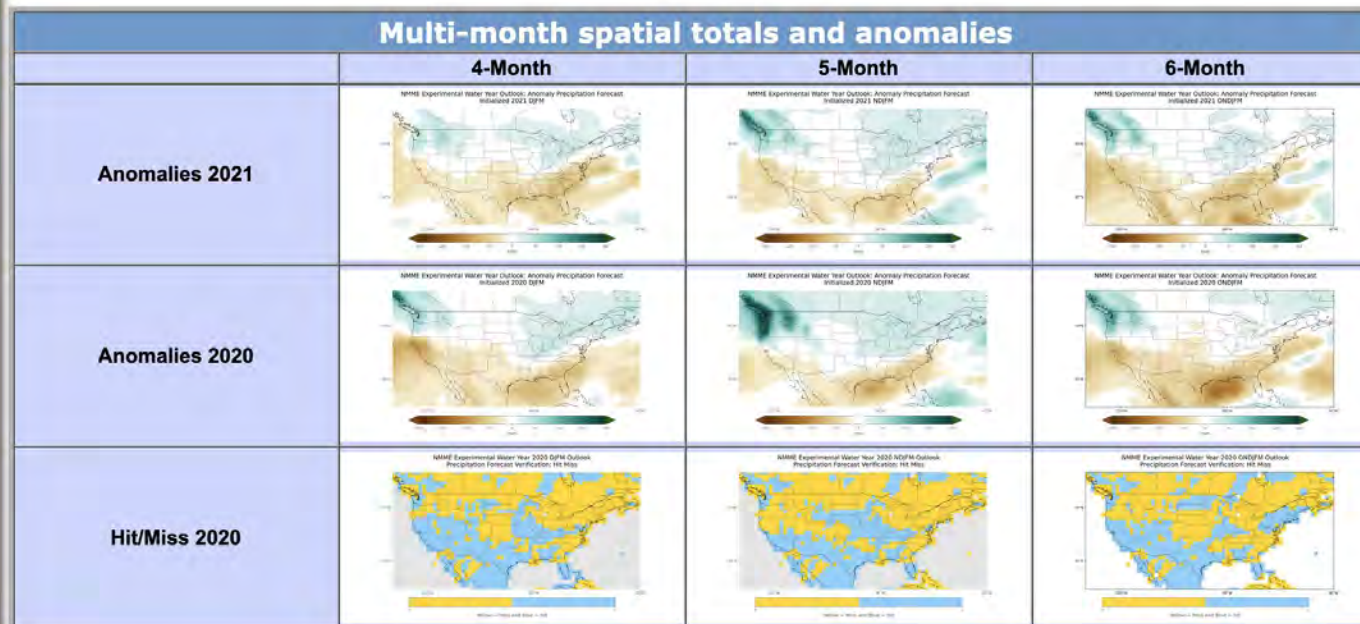 Multi-month spatial totals and anomalies
4-Month
5-Month
6-Month
Anomalies 2021
NMME Experimental Water Year Outlook: Anomaly Precipitation Forecast
Initialized 2021 DJFM
NMME Experimental Water Year Outlook: Anomaly Precipitation Forecast
Initialized 2021 NDJFM
NMME Experimental Water Year Outlook: Anomaly Precipitation Forecast
Initialized 2021 ONDJFM
Anomalies 2020
NMME Experimental Water Year Outlook: Anomaly Precipitation Forecast
Initialized 2020 DJFM
NMME Experimental Water Year Outlook: Anomaly Precipitation Forecast
Initialized 2020 NDJFM
NMME Experimental Water Year Outlook: Anomaly Precipitation Forecast
Initialized 2020 ONDJFM
Hit/Miss 2020
NMME Experimental Water Year 2020 DJFM Outlook
Precipitation Forecast Verification: Hit Miss
NMME Experimental Water Year 2020 NDJFM Outlook
Precipitation Forecast Verification: Hit Miss
NMME Experimental Water Year 2020 ONDJFM Outlook
Precipitation Forecast Verification: Hit Miss